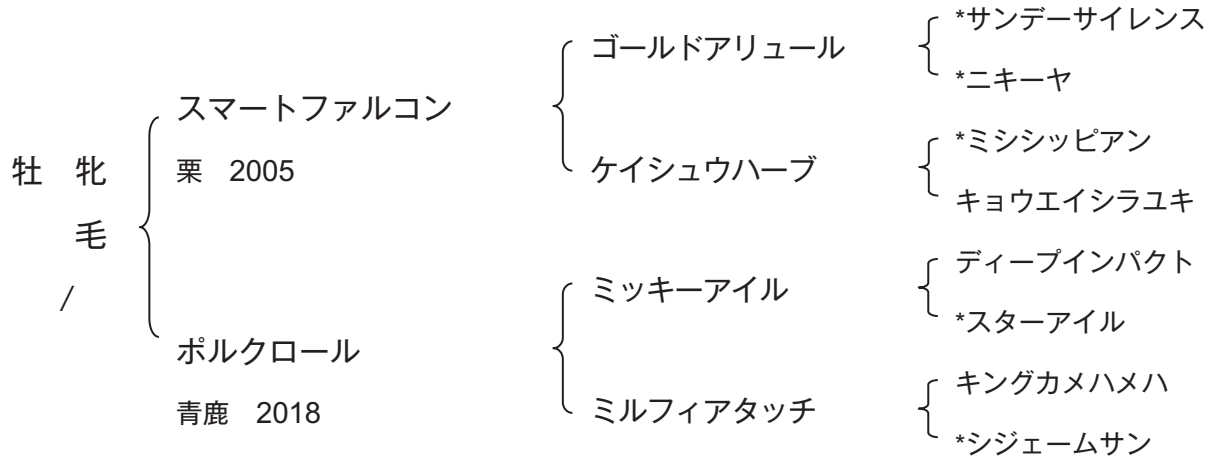 *サンデーサイレンス
ゴールドアリュール
*ニキーヤ
スマートファルコン
*ミシシッピアン
牡 牝
栗 2005
ケイシュウハーブ
キョウエイシラユキ
毛
ディープインパクト
/
ミッキーアイル
*スターアイル
ポルクロール
キングカメハメハ
青鹿 2018
ミルフィアタッチ
*シジェームサン